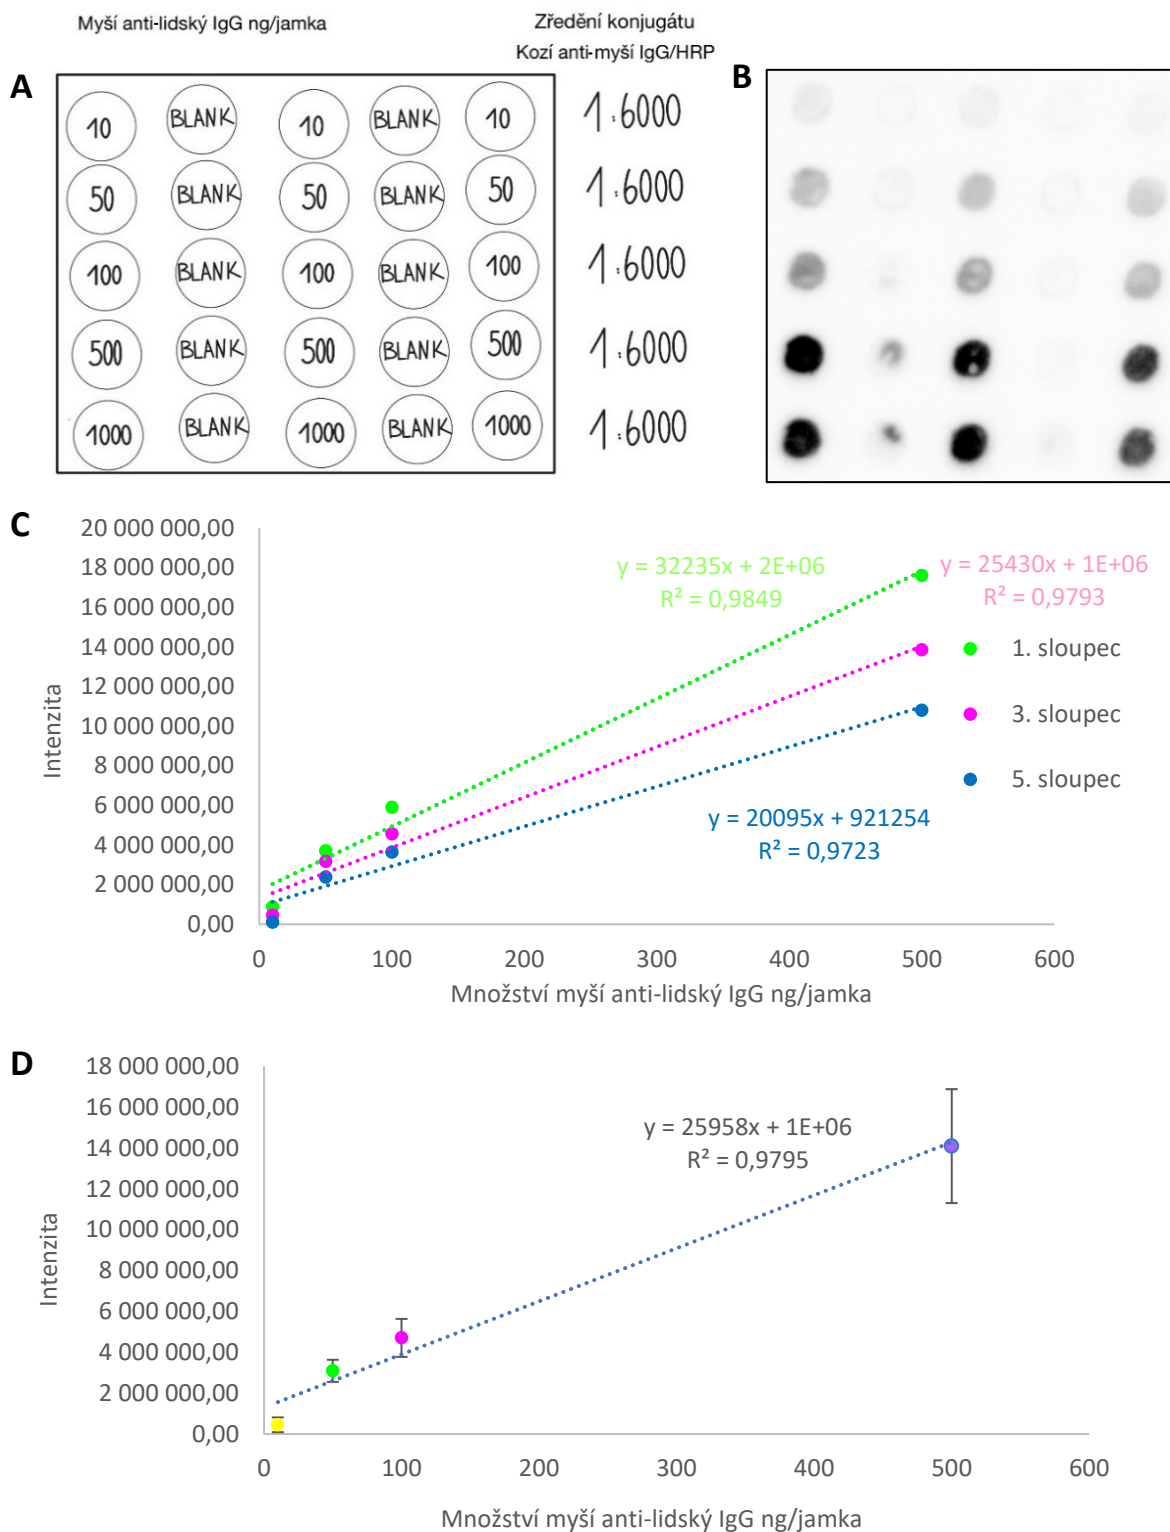 Myší anti-lidský IgG ng/jamka
Zředění konjugátu
Kozí anti-myší IgG/HRP
A
10 BLANK 10 BLANK 10 1:6000
50 BLANK 50 BLANK 50 1:6000
100 BLANK 100 BLANK 100 1:6000
500 BLANK 500 BLANK 500 1:6000
1000 BLANK 1000 BLANK 1000 1:6000
B
C
20 000 000,00
18 000 000,00
16 000 000,00
14 000 000,00
12 000 000,00
10 000 000,00
8 000 000,00
6 000 000,00
4 000 000,00
2 000 000,00
0,00
Intenzita
y = 32235x + 2E+06
R² = 0,9849
y = 25430x + 1E+06
R² = 0,9793
1. sloupec
3. sloupec
5. sloupec
y = 20095x + 921254
R² = 0,9723
0 100 200 300 400 500 600
Množství myší anti-lidský IgG ng/jamka
D
18 000 000,00
16 000 000,00
14 000 000,00
12 000 000,00
10 000 000,00
8 000 000,00
6 000 000,00
4 000 000,00
2 000 000,00
0,00
Intenzita
y = 25958x + 1E+06
R² = 0,9795
0 100 200 300 400 500 600
Množství myší anti-lidský IgG ng/jamka